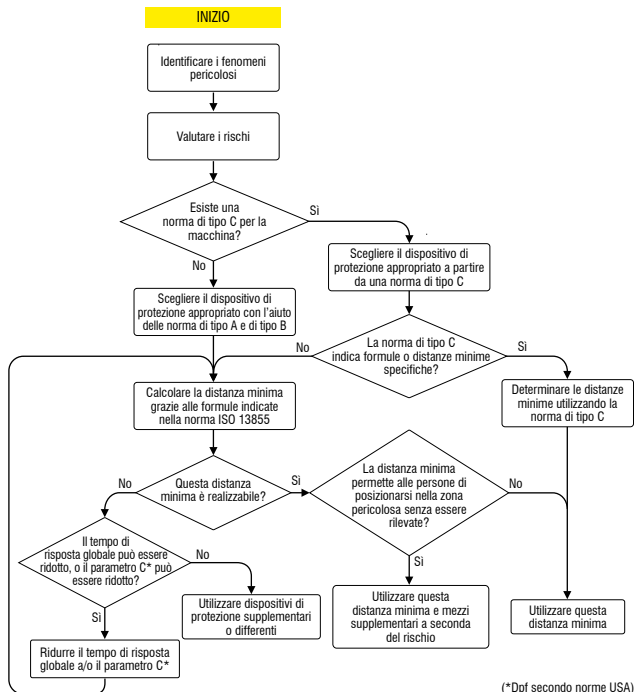 INIZIO
Identificare i fenomeni
pericolosi
Valutare i rischi
Esiste una
norma di tipo C per la
macchina?
Sì
No
Scegliere il dispositivo di
protezione appropriato a partire
da una norma di tipo C
Scegliere il dispositivo di
protezione appropriato con l'aiuto
delle norma di tipo A e di tipo B
La norma di tipo C
indica formule o distanze minime
specifiche?
No
Sì
Calcolare la distanza minima
grazie alle formule indicate
nella norma ISO 13855
Determinare le distanze
minime utilizzando la
norma di tipo C
Questa distanza
minima è realizzabile?
No
Sì
La distanza minima
permette alle persone di
posizionarsi nella zona
pericolosa senza essere
rilevate?
No
Sì
Il tempo di
risposta globale può essere
ridotto, o il parametro C* può
essere ridotto?
No
Sì
Utilizzare dispositivi di
protezione supplementari
o differenti
Utilizzare questa
distanza minima e mezzi
supplementari a seconda
del rischio
Utilizzare questa
distanza minima
Ridurre il tempo di risposta
globale a/o il parametro C*
(*Dpf secondo norme USA)